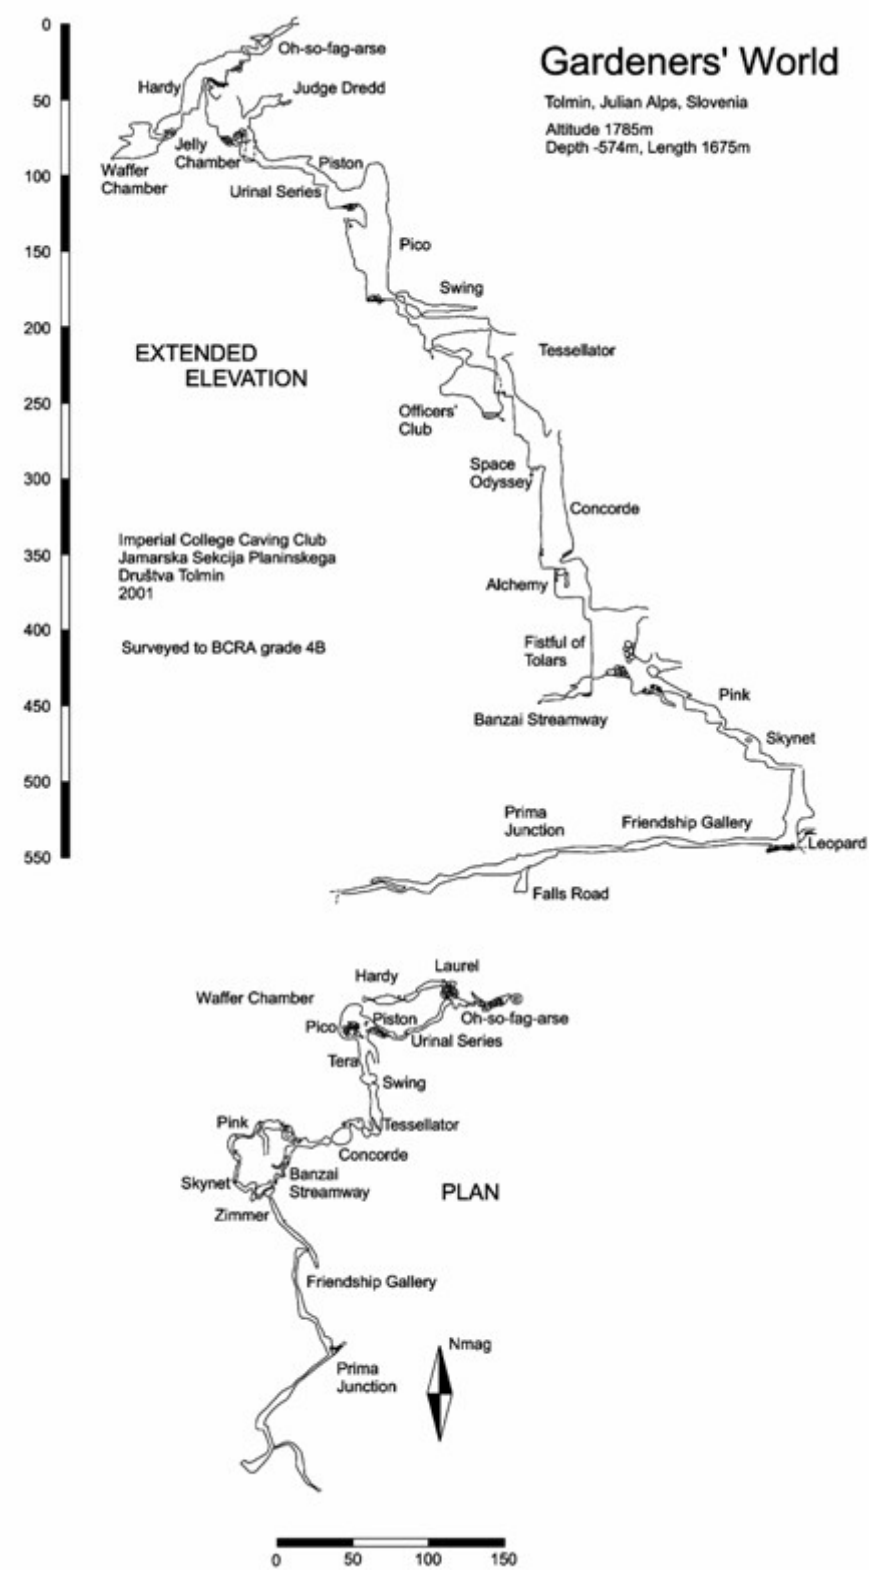 Gardeners' World
Tolmin, Julian Alps, Slovenia
Altitude 1785m
Depth -574m, Length 1675m
0
50
100
150
200
250
300
350
400
450
500
550
Oh-so-fag-arse
Hardy
Judge Dredd
Jelly
Chamber
Waffer
Chamber
Piston
Urinal Series
Pico
Swing
EXTENDED
ELEVATION
Tessellator
Officers'
Club
Space
Odyssey
Concorde
Imperial College Caving Club
Jamarska Sekcija Planinskega
Društva Tolmin
2001
Alchemy
Surveyed to BCRA grade 4B
Fistful of
Tolars
Pink
Banzai Streamway
Skynet
Prima
Junction
Friendship Gallery
Leopard
Falls Road
Laurel
Hardy
Waffer Chamber
Piston
Oh-so-fag-arse
Pico
Urinal Series
Tera
Swing
Pink
Tessellator
Concorde
Skynet
Banzai
Streamway
PLAN
Zimmer
Friendship Gallery
Nmag
Prima
Junction
0 50 100 150